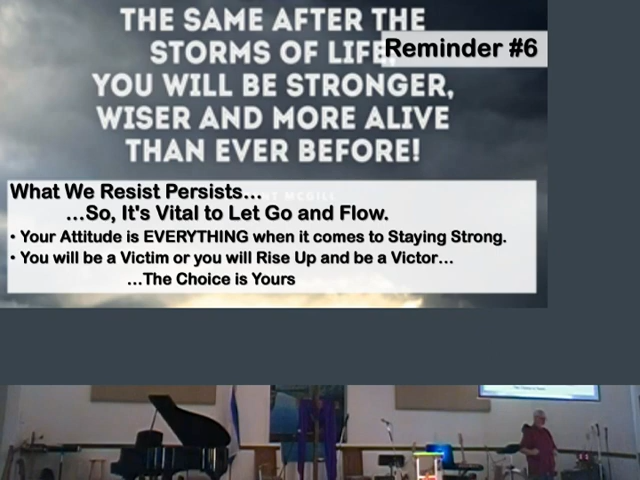 THE SAME AFTER THE
STORMS OF LIFE,
Reminder #6
YOU WILL BE STRONGER,
WISER AND MORE ALIVE
THAN EVER BEFORE!
MCGILL
What We Resist Persists...
...So, It's Vital to Let Go and Flow.
• Your Attitude is EVERYTHING when it comes to Staying Strong.
• You will be a Victim or you will Rise Up and be a Victor...
...The Choice is Yours